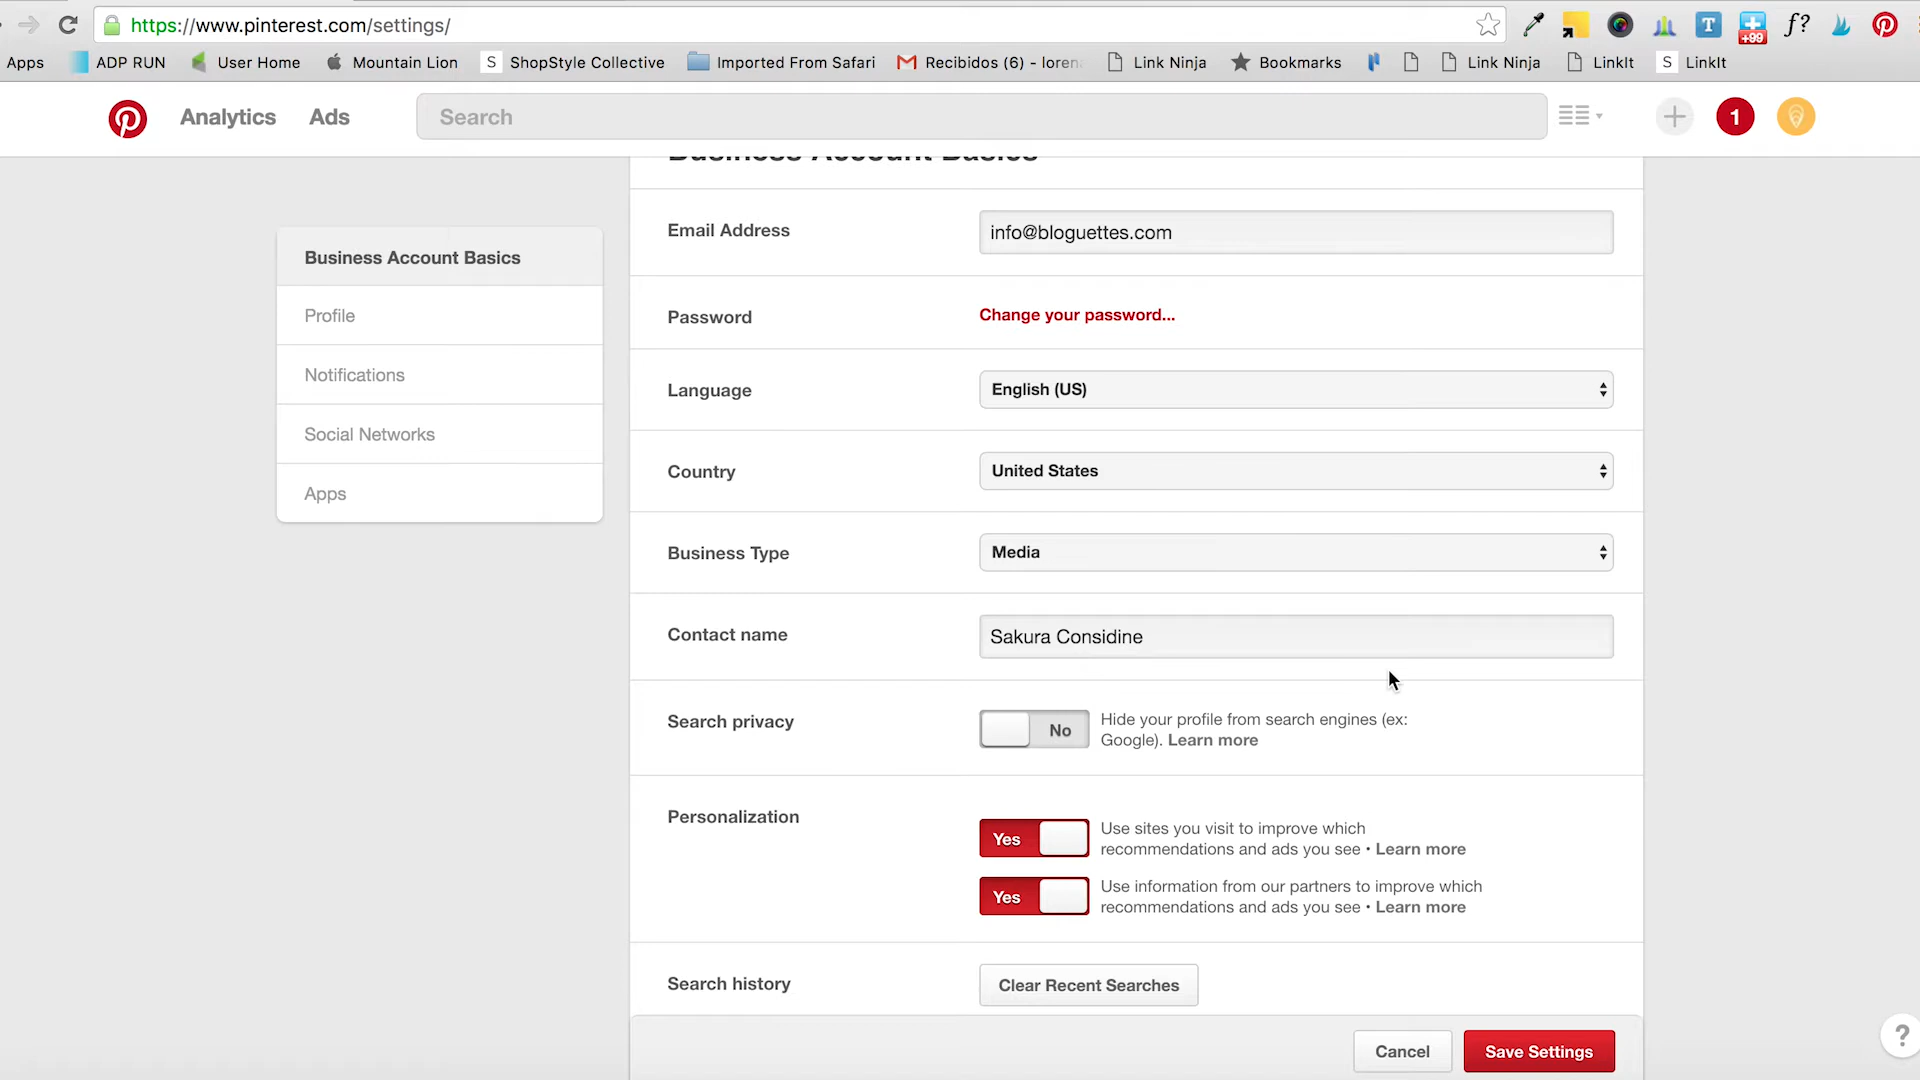 https://www.pinterest.com/settings/
+99
f?
Apps ADP RUN User Home Mountain Lion S ShopStyle Collective Imported From Safari Recibidos (6) - loren Link Ninja Bookmarks Link Ninja LinkIt S LinkIt
Analytics Ads Search 1
Business Account Basics
Email Address info@bloguettes.com
Business Account Basics
Profile
Notifications
Social Networks
Apps
Password Change your password...
Language English (US)
Country United States
Business Type Media
Contact name Sakura Considine
Search privacy No Hide your profile from search engines (ex:
Google). Learn more
Personalization
Yes Use sites you visit to improve which
recommendations and ads you see • Learn more
Yes Use information from our partners to improve which
recommendations and ads you see • Learn more
Search history Clear Recent Searches
Cancel Save Settings
?